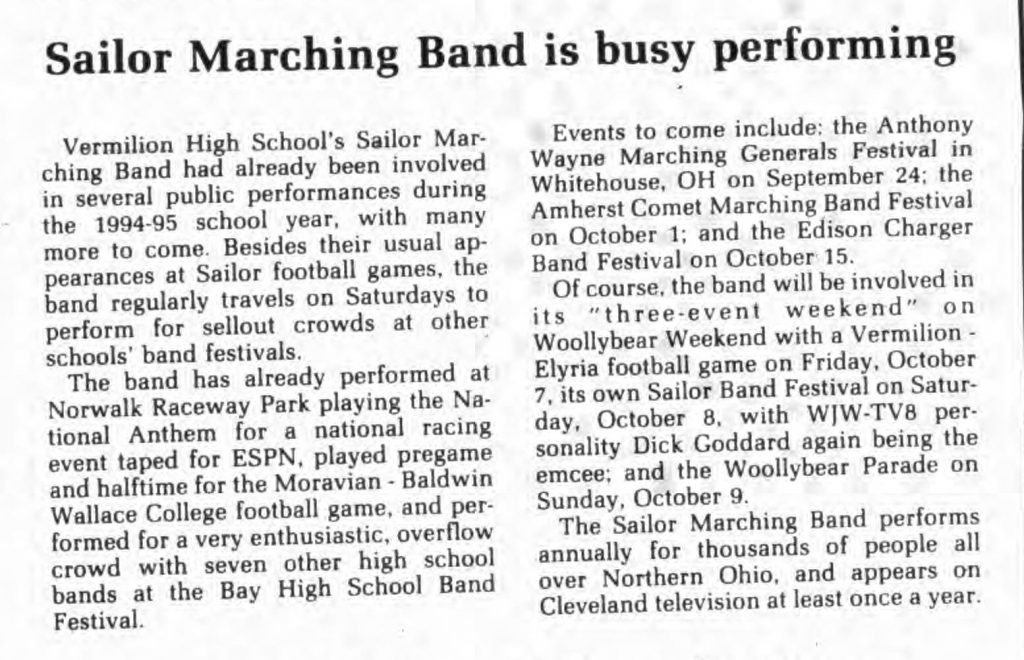 Sailor Marching Band is busy performing
Vermilion High School's Sailor Mar-
ching Band had already been involved
in several public performances during
the 1994-95 school year, with many
more to come. Besides their usual ap-
pearances at Sailor football games, the
band regularly travels on Saturdays to
perform for sellout crowds at other
schools' band festivals.
The band has already performed at
Norwalk Raceway Park playing the Na-
tional Anthem for a national racing
event taped for ESPN, played pregame
and halftime for the Moravian - Baldwin
Wallace College football game, and per-
formed for a very enthusiastic, overflow
crowd with seven other high school
bands at the Bay High School Band
Festival.
Events to come include: the Anthony
Wayne Marching Generals Festival in
Whitehouse, OH on September 24; the
Amherst Comet Marching Band Festival
on October 1; and the Edison Charger
Band Festival on October 15.
Of course, the band will be involved in
its "three-event weekend" on
Woollybear Weekend with a Vermilion -
Elyria football game on Friday, October
7, its own Sailor Band Festival on Satur-
day, October 8, with WJW-TV8 per-
sonality Dick Goddard again being the
emcee; and the Woollybear Parade on
Sunday, October 9.
The Sailor Marching Band performs
annually for thousands of people all
over Northern Ohio, and appears on
Cleveland television at least once a year.